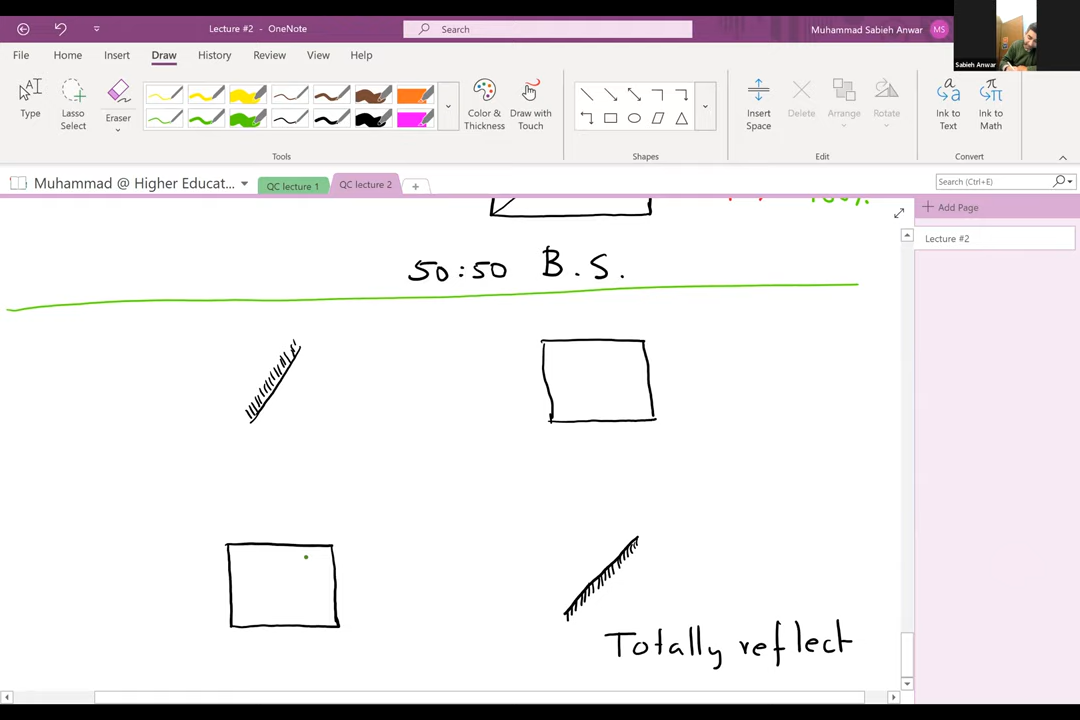 Lecture #2 - OneNote
Search
Muhammad Sabieh Anwar
MS
Sabieh Anwar
File Home Insert Draw History Review View Help
Type
Lasso Select
Eraser
Color & Thickness
Draw with Touch
Insert Space
Delete
Arrange
Rotate
Ink to Text
Ink to Math
Tools
Shapes
Edit
Convert
Muhammad @ Higher Educat...
QC lecture 1
QC lecture 2
Search (Ctrl+E)
Add Page
Lecture #2
50:50 B.S.
Totally reflect